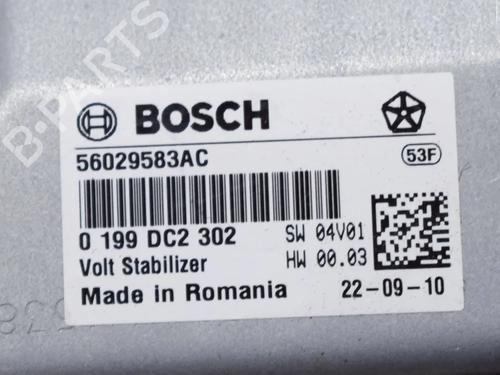 B-PARTS
BOSCH
56029583AC
53F
0 199 DC2 302
SW 04V01
Volt Stabilizer
HW 00.03
Made in Romania
22-09-10